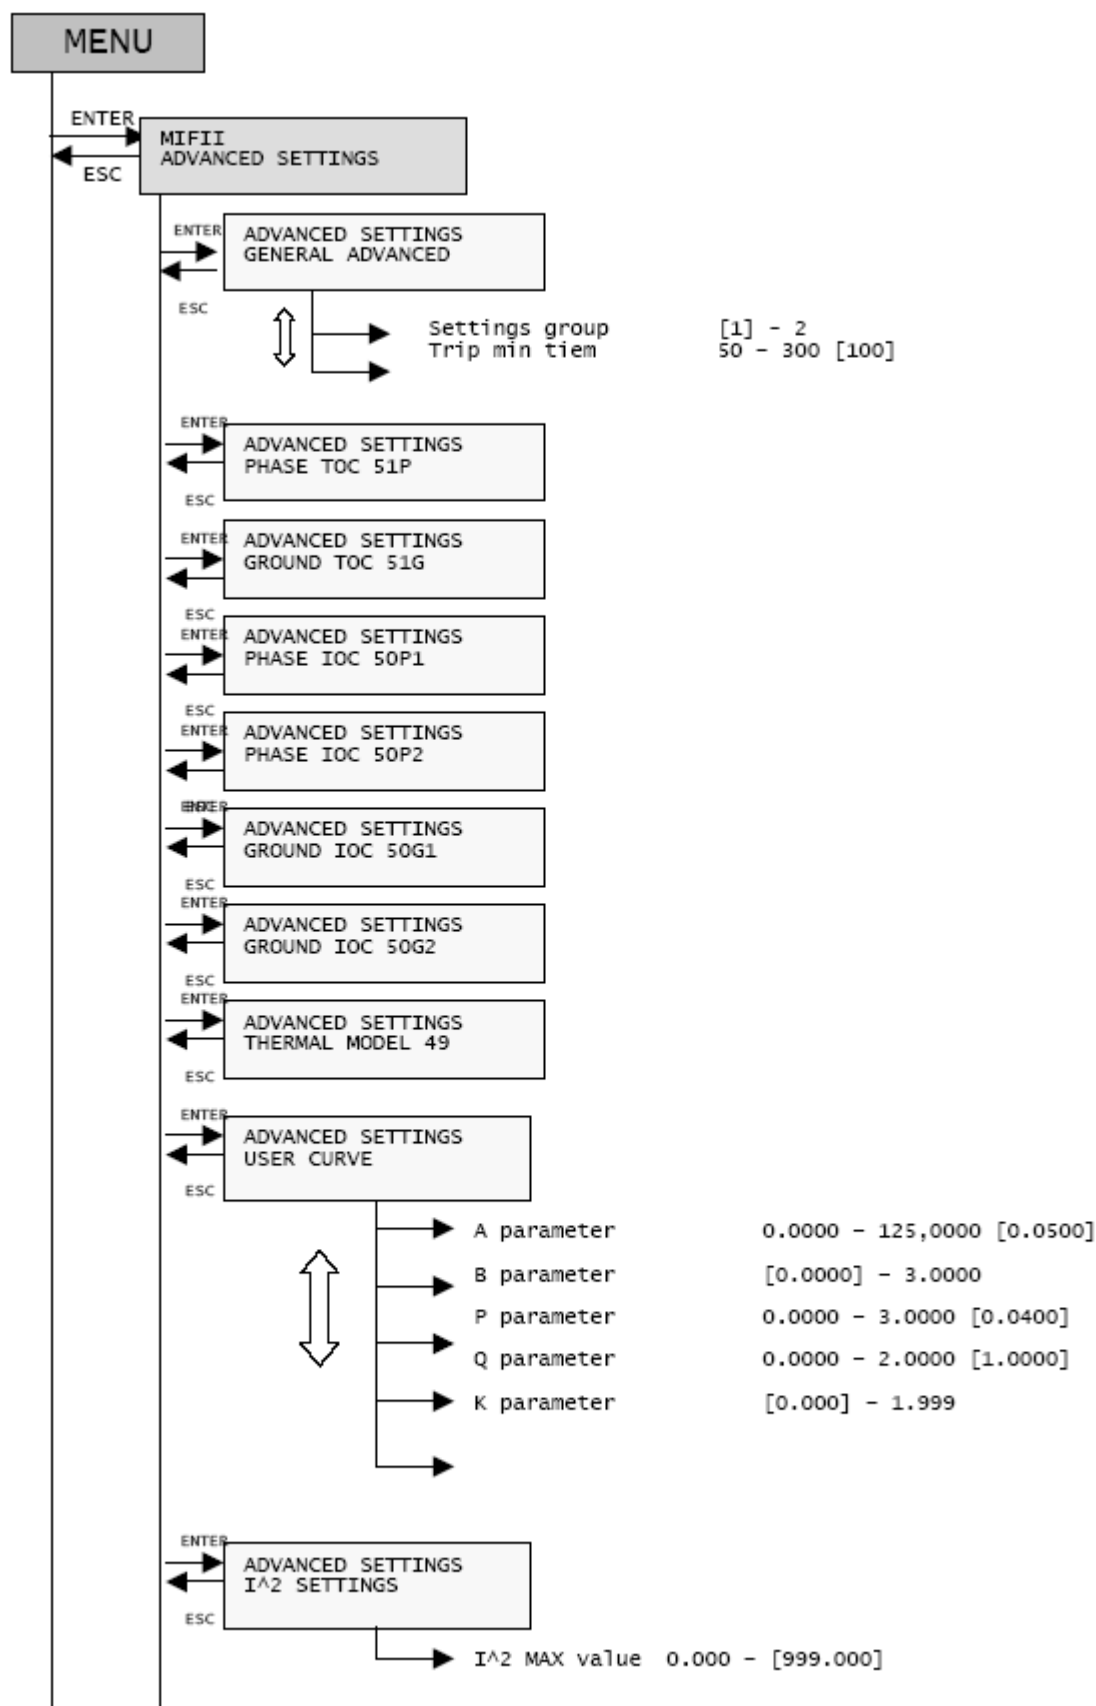 MENU
ENTER
MIFII
ADVANCED SETTINGS
ESC
ENTER
ADVANCED SETTINGS
GENERAL ADVANCED
ESC
Settings group [1] - 2
Trip min tiem 50 - 300 [100]
ENTER
ADVANCED SETTINGS
PHASE TOC 51P
ESC
ENTER
ADVANCED SETTINGS
GROUND TOC 51G
ESC
ENTER
ADVANCED SETTINGS
PHASE IOC 50P1
ESC
ENTER
ADVANCED SETTINGS
PHASE IOC 50P2
ESC
ENTER
ADVANCED SETTINGS
GROUND IOC 50G1
ESC
ENTER
ADVANCED SETTINGS
GROUND IOC 50G2
ESC
ENTER
ADVANCED SETTINGS
THERMAL MODEL 49
ESC
ENTER
ADVANCED SETTINGS
USER CURVE
ESC
A parameter 0.0000 - 125,0000 [0.0500]
B parameter [0.0000] - 3.0000
P parameter 0.0000 - 3.0000 [0.0400]
Q parameter 0.0000 - 2.0000 [1.0000]
K parameter [0.000] - 1.999
ENTER
ADVANCED SETTINGS
I^2 SETTINGS
ESC
I^2 MAX value 0.000 - [999.000]